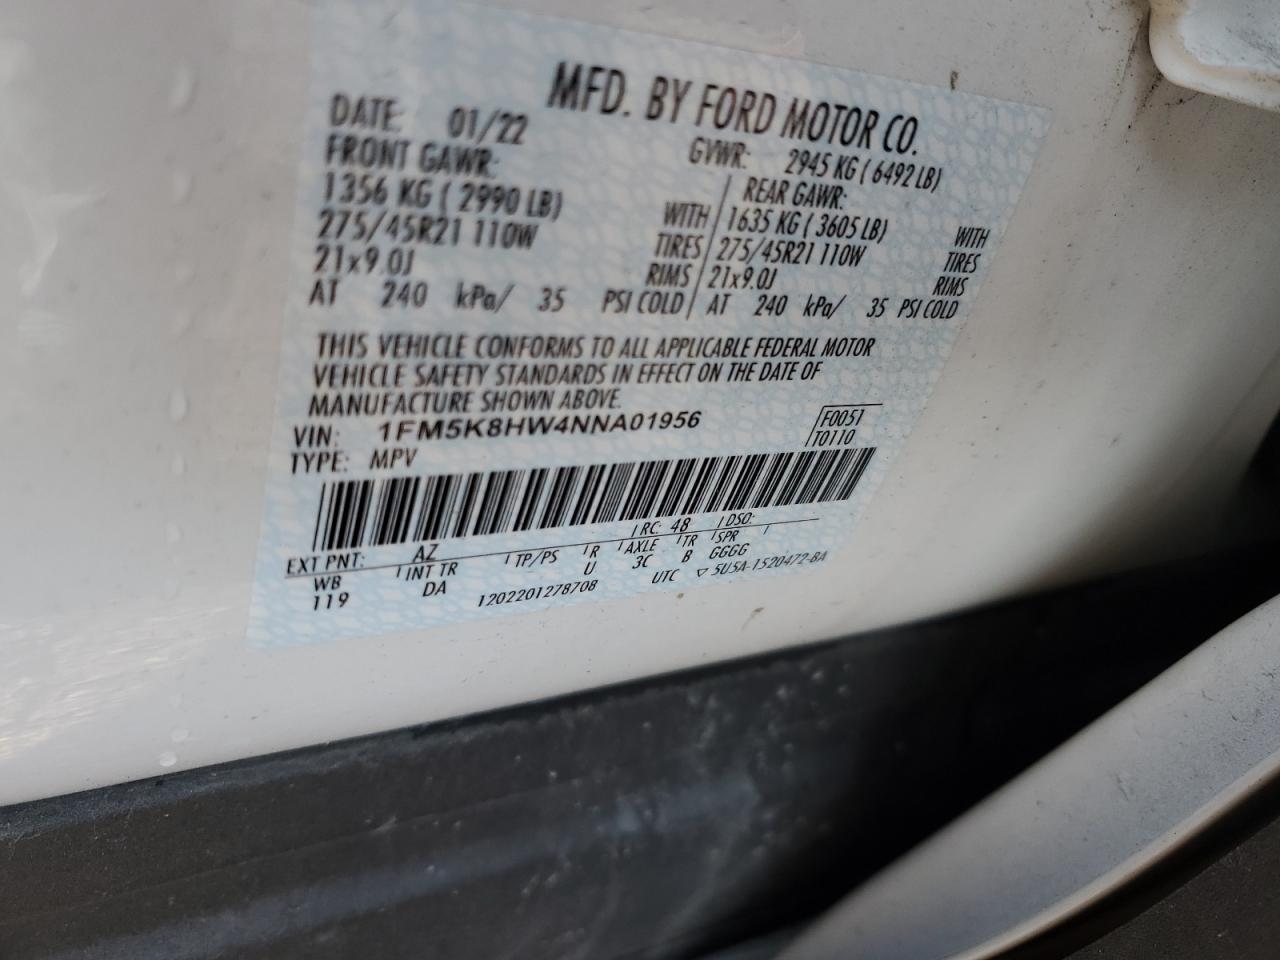 MFD. BY FORD MOTOR CO.
DATE: 01/22 GVWR: 2945 KG ( 6492 LB)
FRONT GAWR: REAR GAWR:
1356 KG ( 2990 LB) WITH 1635 KG ( 3605 LB) WITH
275/45R21 110W TIRES 275/45R21 110W TIRES
21x9.0J RIMS 21x9.0J RIMS
AT 240 kPa/ 35 PSI COLD AT 240 kPa/ 35 PSI COLD
THIS VEHICLE CONFORMS TO ALL APPLICABLE FEDERAL MOTOR
VEHICLE SAFETY STANDARDS IN EFFECT ON THE DATE OF
MANUFACTURE SHOWN ABOVE.
VIN: 1FM5K8HW4NNA01956 F0051
TYPE: MPV T0110
EXT PNT: AZ RC: 48 DSO:
WB INT TR TP/PS R AXLE TR SPR
119 DA U 3C B GGGG
1202201278708 UTC ▽ 5U5A-1520472-BA